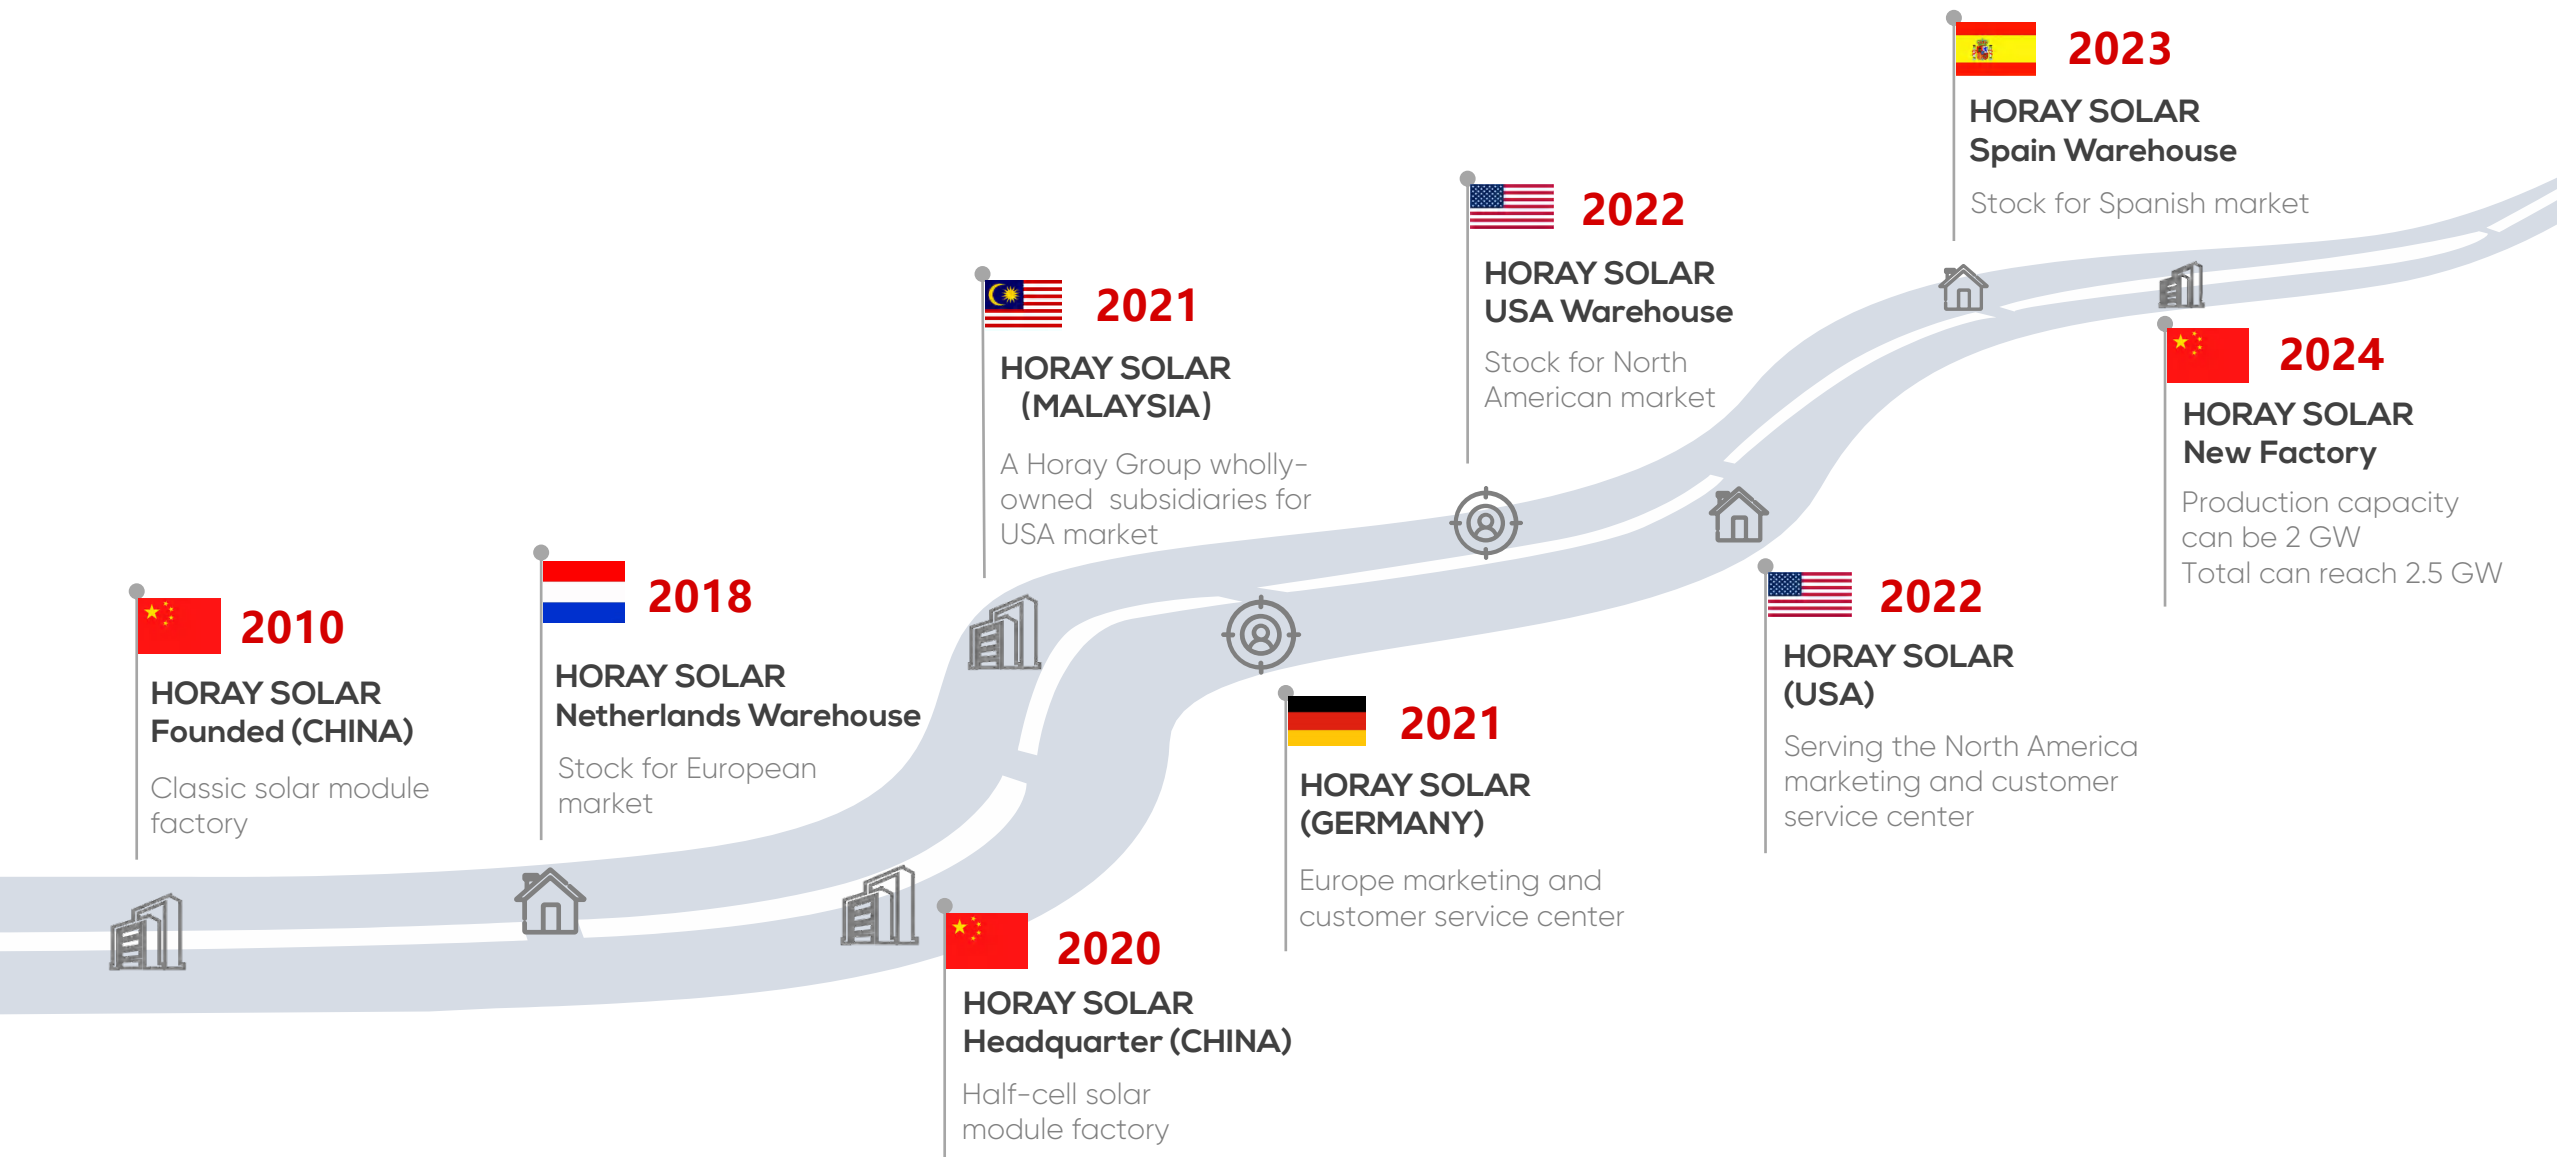 2010
HORAY SOLAR
Founded (CHINA)
Classic solar module
factory
2018
HORAY SOLAR
Netherlands Warehouse
Stock for European
market
2020
HORAY SOLAR
Headquarter (CHINA)
Half-cell solar
module factory
2021
HORAY SOLAR
(MALAYSIA)
A Horay Group wholly-
owned subsidiaries for
USA market
2021
HORAY SOLAR
(GERMANY)
Europe marketing and
customer service center
2022
HORAY SOLAR
USA Warehouse
Stock for North
American market
2022
HORAY SOLAR
(USA)
Serving the North America
marketing and customer
service center
2023
HORAY SOLAR
Spain Warehouse
Stock for Spanish market
2024
HORAY SOLAR
New Factory
Production capacity
can be 2 GW
Total can reach 2.5 GW